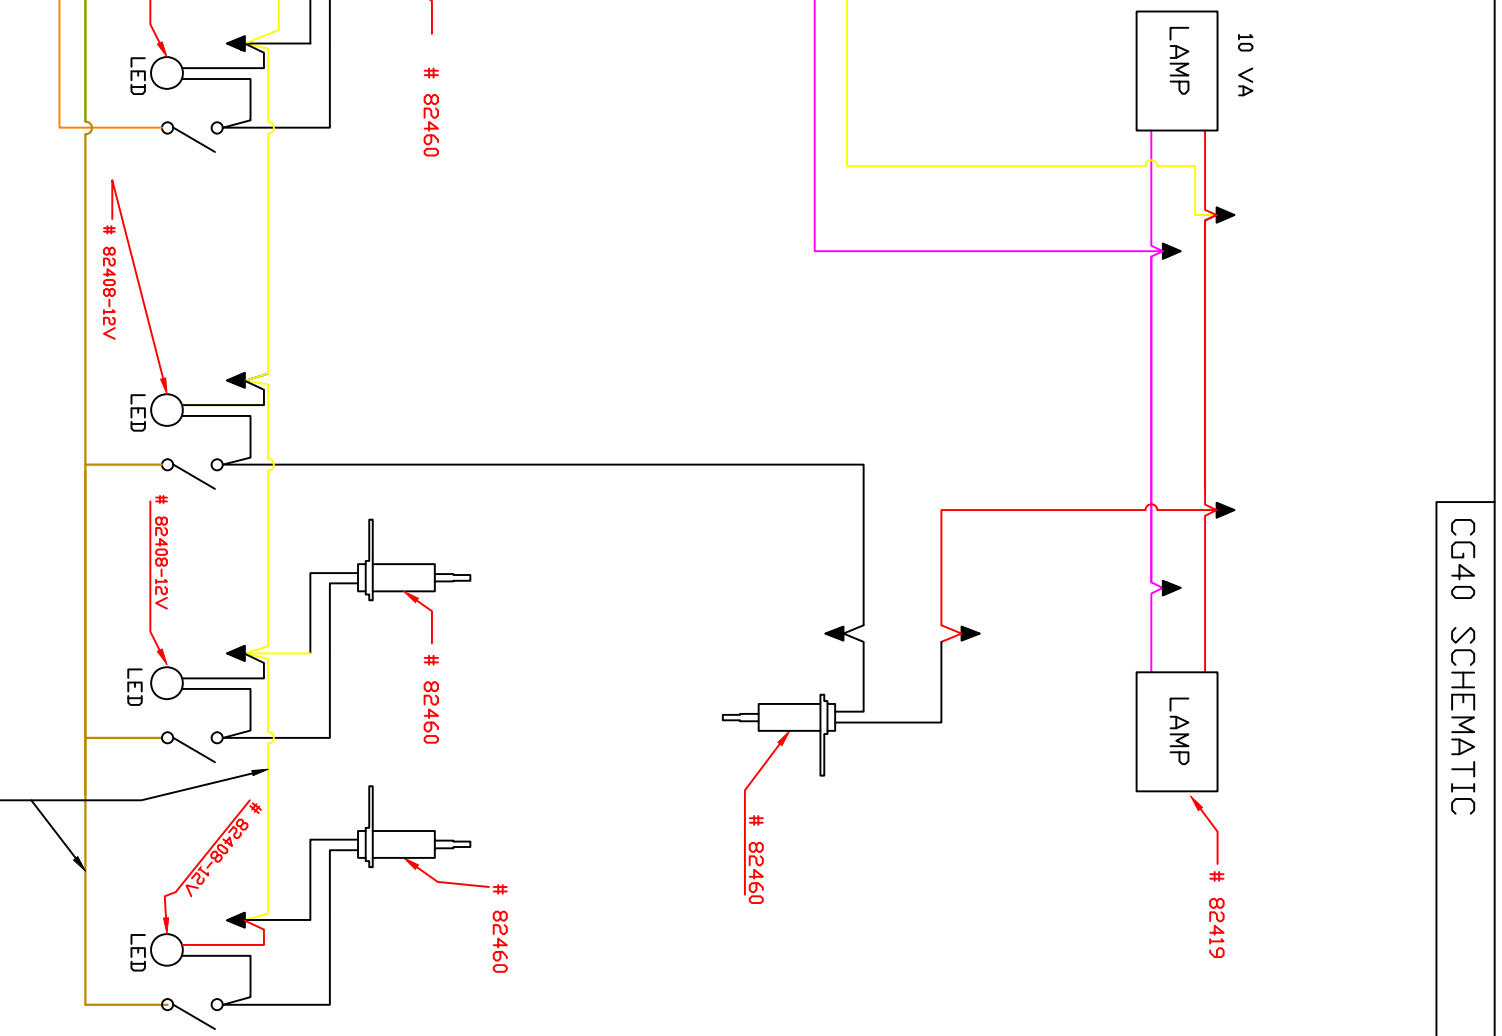 CG40 SCHEMATIC
10 VA
LAMP
LAMP
# 82419
# 82460
# 82460
# 82460
# 82460
LED
# 82408-12V
LED
# 82408-12V
LED
# 82408-12V
LED